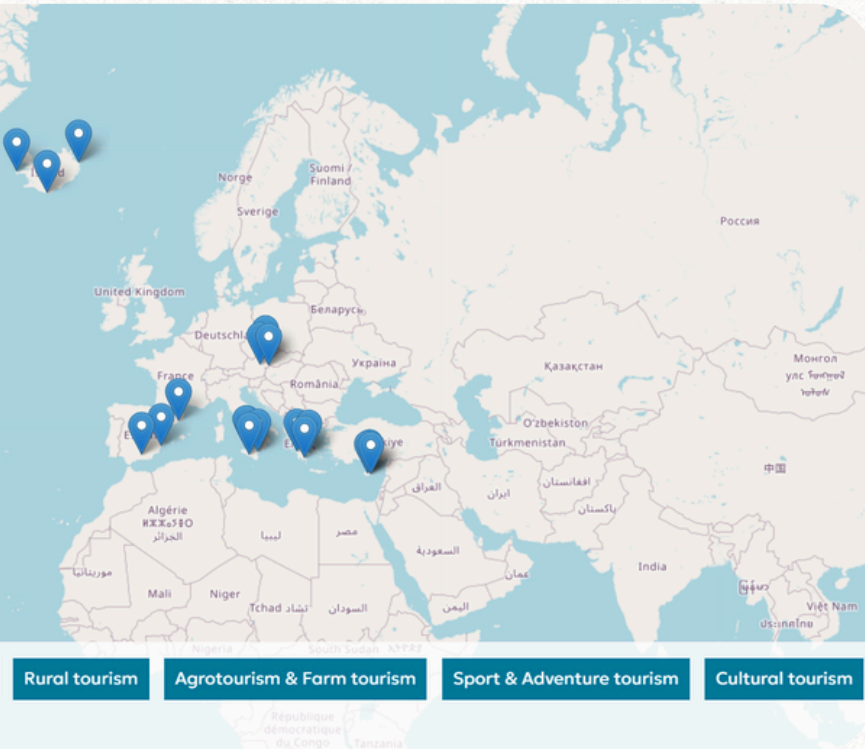 Norge
Suomi /
Finland
Sverige
Россия
United Kingdom
Беларусь
Україна
Монгол
улс
France
Қазақстан
România
O'zbekiston
Türkmenistan
中国
العراق
ایران
افغانستان
پاکستان
Algérie
ⵍⵣⵣⴰⵢⴻⵔ
الجزائر
ليبيا
مصر
السعودية
موريتانيا
عمان
India
Mali
Niger
Tchad تشاد
السودان
اليمن
Việt Nam
ประเทศไทย
Nigeria
South Sudan
Rural tourism
Agrotourism & Farm tourism
Sport & Adventure tourism
Cultural tourism
République
démocratique
du Congo
Tanzania